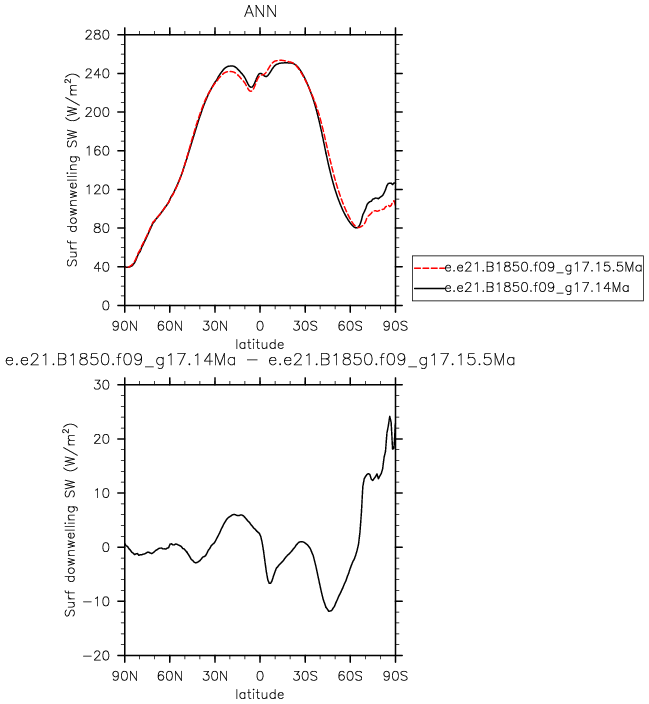 ANN
280
240
200
160
120
80
40
0
Surf downwelling SW (W/m²)
90N 60N 30N 0 30S 60S 90S
latitude
e.e21.B1850.f09_g17.15.5Ma
e.e21.B1850.f09_g17.14Ma
e.e21.B1850.f09_g17.14Ma − e.e21.B1850.f09_g17.15.5Ma
30
20
10
0
−10
−20
Surf downwelling SW (W/m²)
90N 60N 30N 0 30S 60S 90S
latitude